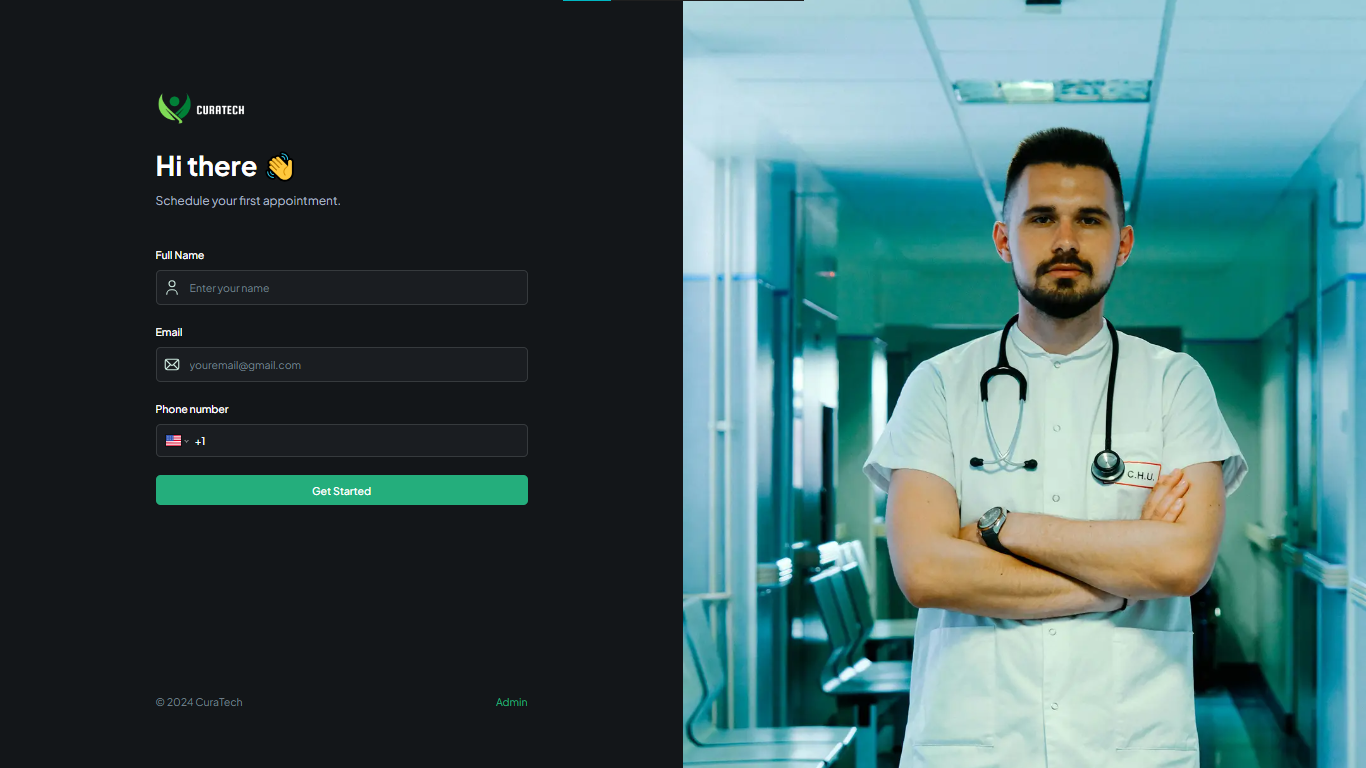 CURATECH
Hi there 👋
Schedule your first appointment.
Full Name
Enter your name
Email
youremail@gmail.com
Phone number
+1
Get Started
© 2024 CuraTech
Admin
C.H.U.